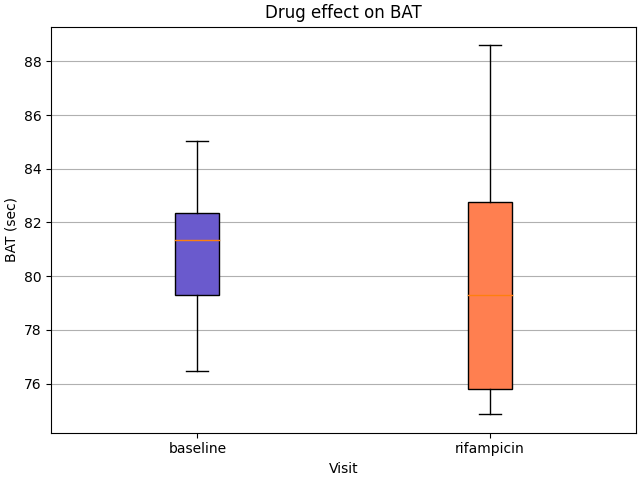 Drug effect on BAT
88
86
84
82
80
78
76
BAT (sec)
baseline
rifampicin
Visit